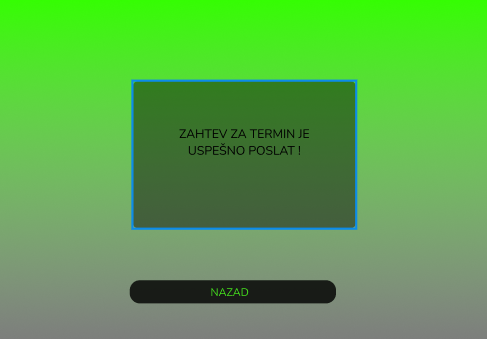 ZAHTEV ZA TERMIN JE
USPEŠNO POSLAT !
NAZAD